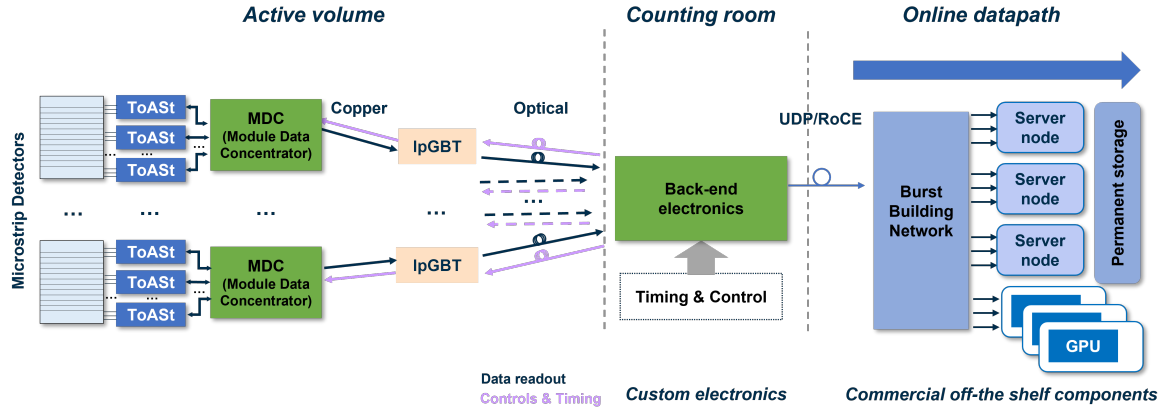 Active volume
Counting room
Online datapath
Microstrip Detectors
ToASt
ToASt
...
... ...
ToASt
MDC
(Module Data
Concentrator)
Copper
lpGBT
Optical
...
...
...
...
...
...
ToASt
ToASt
...
... ...
ToASt
MDC
(Module Data
Concentrator)
lpGBT
Back-end
electronics
Timing & Control
UDP/RoCE
Burst
Building
Network
Server
node
Server
node
Server
node
Permanent storage
GPU
Data readout
Controls & Timing
Custom electronics
Commercial off-the shelf components